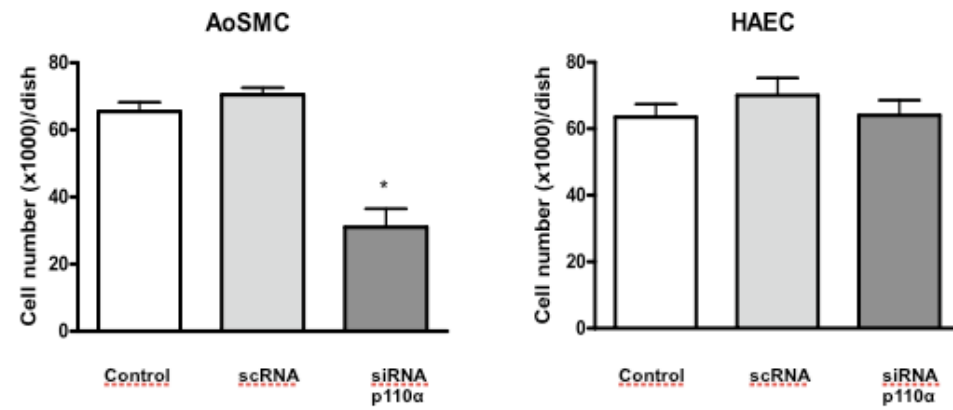 AoSMC
Cell number (x1000)/dish
80
60
40
20
0
*
Control
scRNA
siRNA
p110α
HAEC
Cell number (x1000)/dish
80
60
40
20
0
Control
scRNA
siRNA
p110α